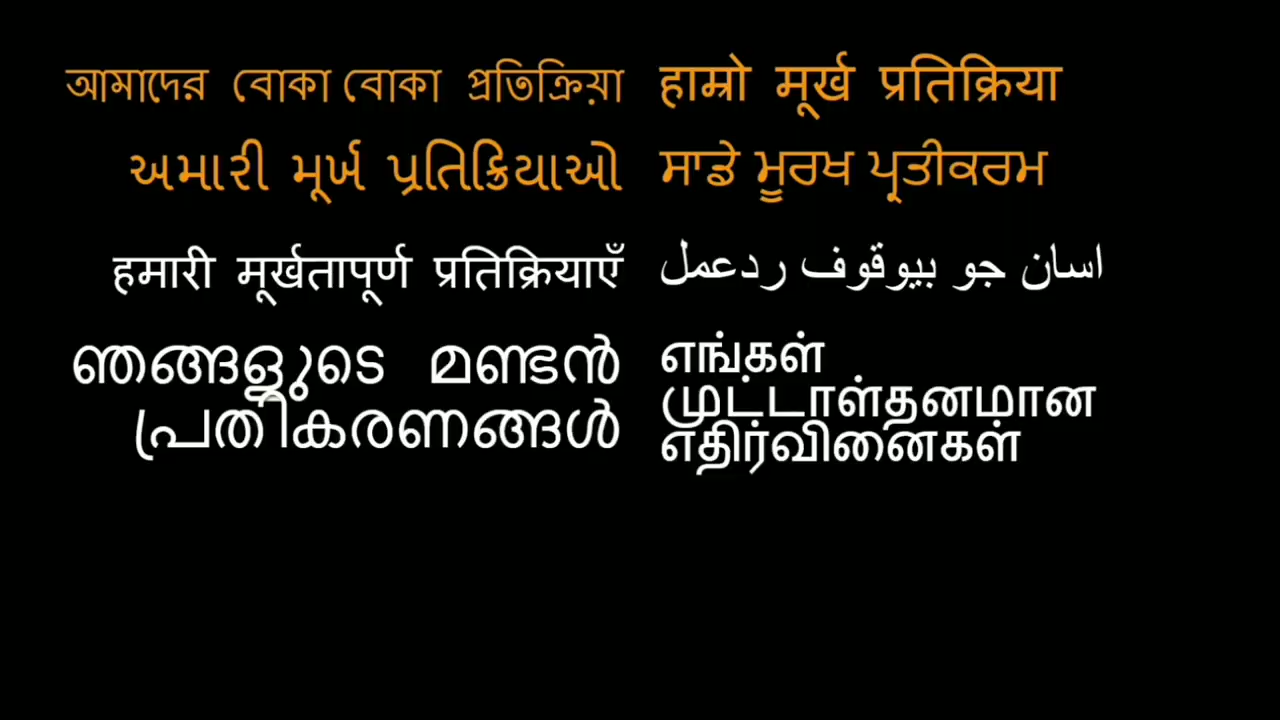 আমাদের বোকা বোকা প্রতিক্রিয়া
हाम्रो मूर्ख प्रतिक्रिया
અમારી મૂર્ખ પ્રતિક્રિયાઓ
ਸਾਡੇ ਮੂਰਖ ਪ੍ਰਤੀਕਰਮ
हमारी मूर्खतापूर्ण प्रतिक्रियाएँ
اسان جو بيوقوف ردعمل
ഞങ്ങളുടെ മണ്ടൻ
പ്രതികരണങ്ങൾ
எங்கள்
முட்டாள்தனமான
எதிர்வினைகள்